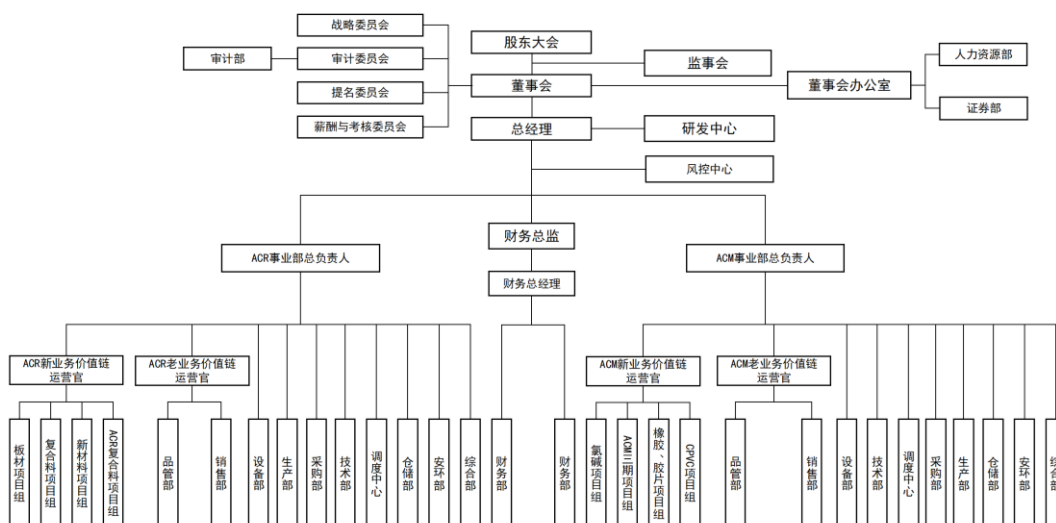 战略委员会
股东大会
审计部
审计委员会
监事会
人力资源部
提名委员会
董事会
董事会办公室
薪酬与考核委员会
总经理
研发中心
证券部
风控中心
财务总监
ACR事业部总负责人
ACM事业部总负责人
财务总经理
ACR新业务价值链
运营官
ACR老业务价值链
运营官
ACM新业务价值链
运营官
ACM老业务价值链
运营官
板材项目组
复合料项目组
新材料项目组
ACR复合料项目组
品管部
销售部
设备部
生产部
采购部
技术部
调度中心
仓储部
安环部
综合部
财务部
财务部
氯碱项目组
ACM三期项目组
橡胶、胶片项目组
CPVC项目组
品管部
销售部
设备部
技术部
调度中心
采购部
生产部
仓储部
安环部
综合部